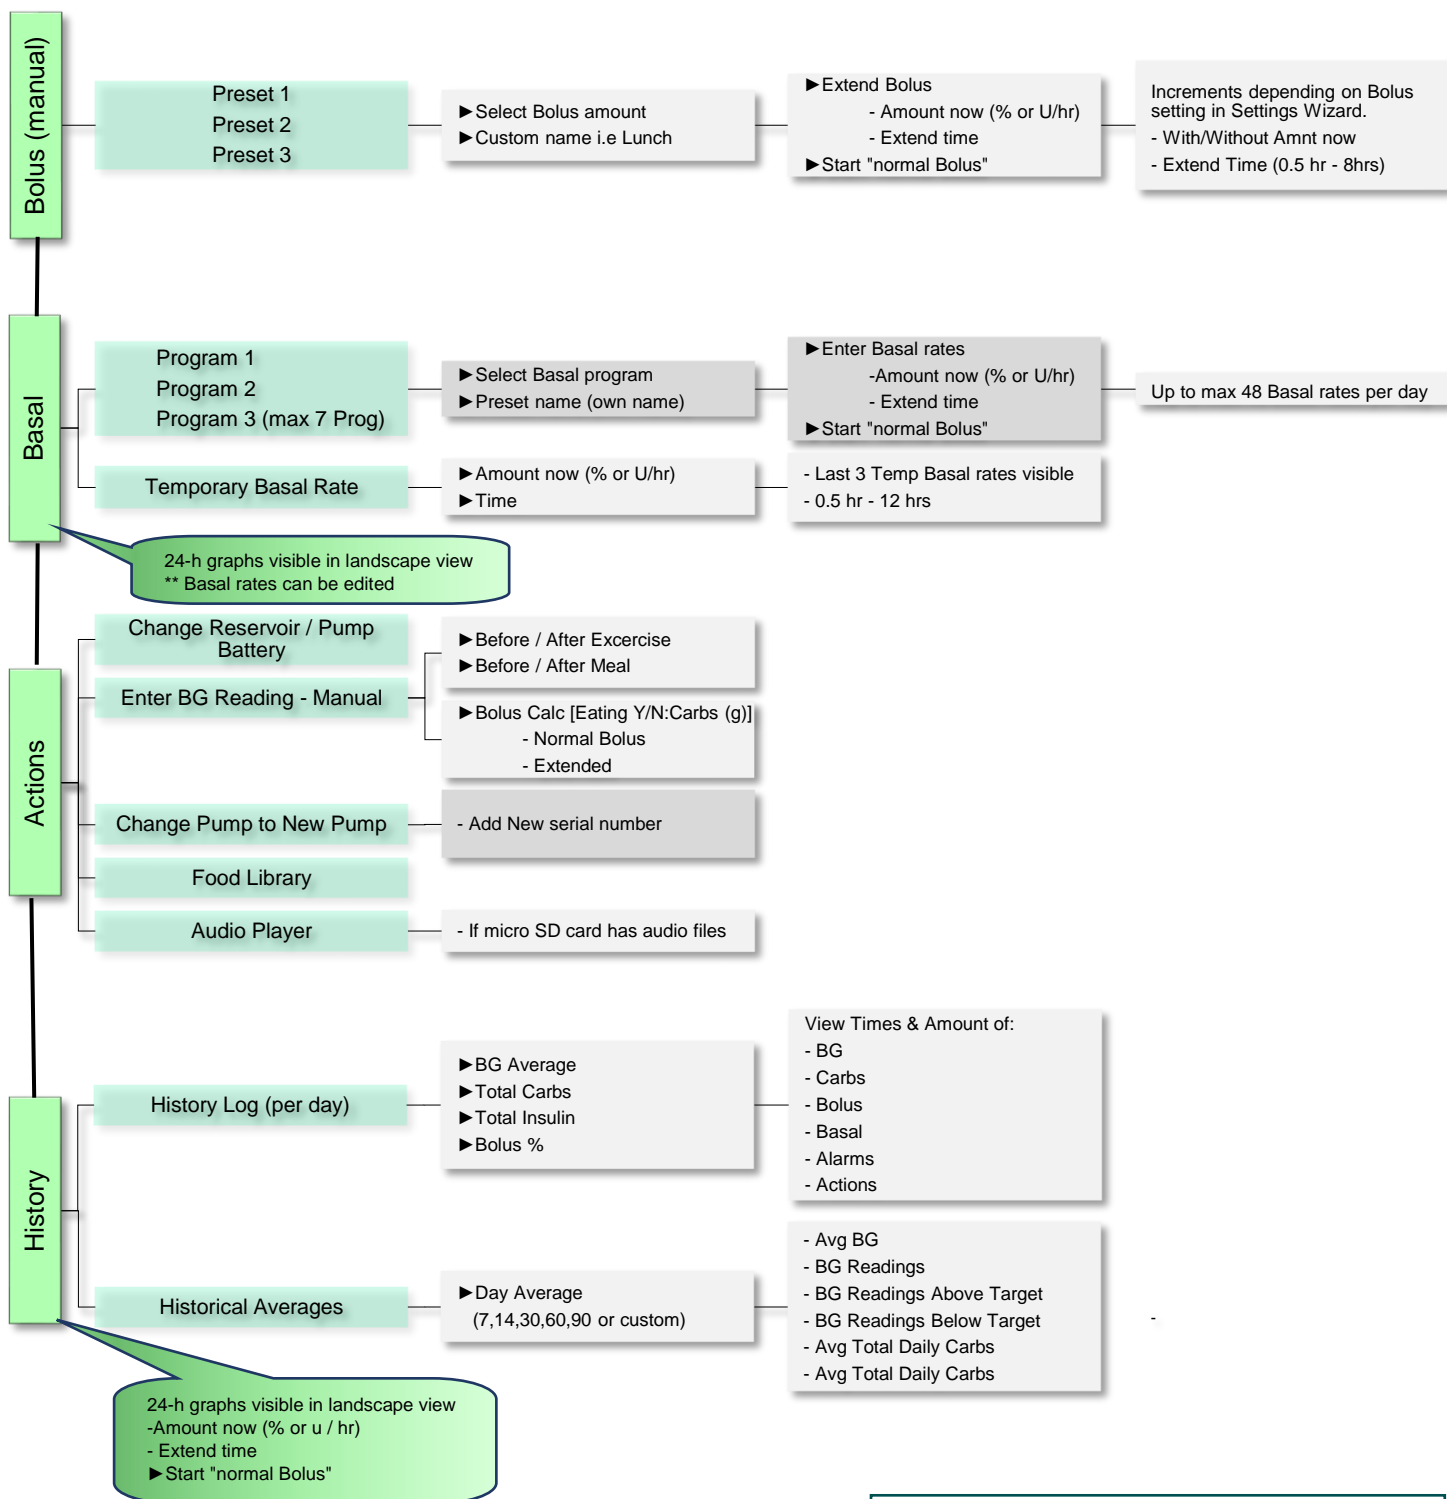 Bolus (manual)
Preset 1
Preset 2
Preset 3
►Select Bolus amount
►Custom name i.e Lunch
►Extend Bolus
- Amount now (% or U/hr)
- Extend time
►Start "normal Bolus"
Increments depending on Bolus
setting in Settings Wizard.
- With/Without Amnt now
- Extend Time (0.5 hr - 8hrs)
Basal
Program 1
Program 2
Program 3 (max 7 Prog)
►Select Basal program
►Preset name (own name)
►Enter Basal rates
-Amount now (% or U/hr)
- Extend time
►Start "normal Bolus"
Up to max 48 Basal rates per day
Temporary Basal Rate
►Amount now (% or U/hr)
►Time
- Last 3 Temp Basal rates visible
- 0.5 hr - 12 hrs
24-h graphs visible in landscape view
** Basal rates can be edited
Actions
Change Reservoir / Pump
Battery
Enter BG Reading - Manual
►Before / After Excercise
►Before / After Meal
►Bolus Calc [Eating Y/N:Carbs (g)]
- Normal Bolus
- Extended
Change Pump to New Pump
- Add New serial number
Food Library
Audio Player
- If micro SD card has audio files
History
History Log (per day)
►BG Average
►Total Carbs
►Total Insulin
►Bolus %
View Times & Amount of:
- BG
- Carbs
- Bolus
- Basal
- Alarms
- Actions
Historical Averages
►Day Average
(7,14,30,60,90 or custom)
- Avg BG
- BG Readings
- BG Readings Above Target
- BG Readings Below Target
- Avg Total Daily Carbs
- Avg Total Daily Carbs
-
24-h graphs visible in landscape view
-Amount now (% or u / hr)
- Extend time
►Start "normal Bolus"